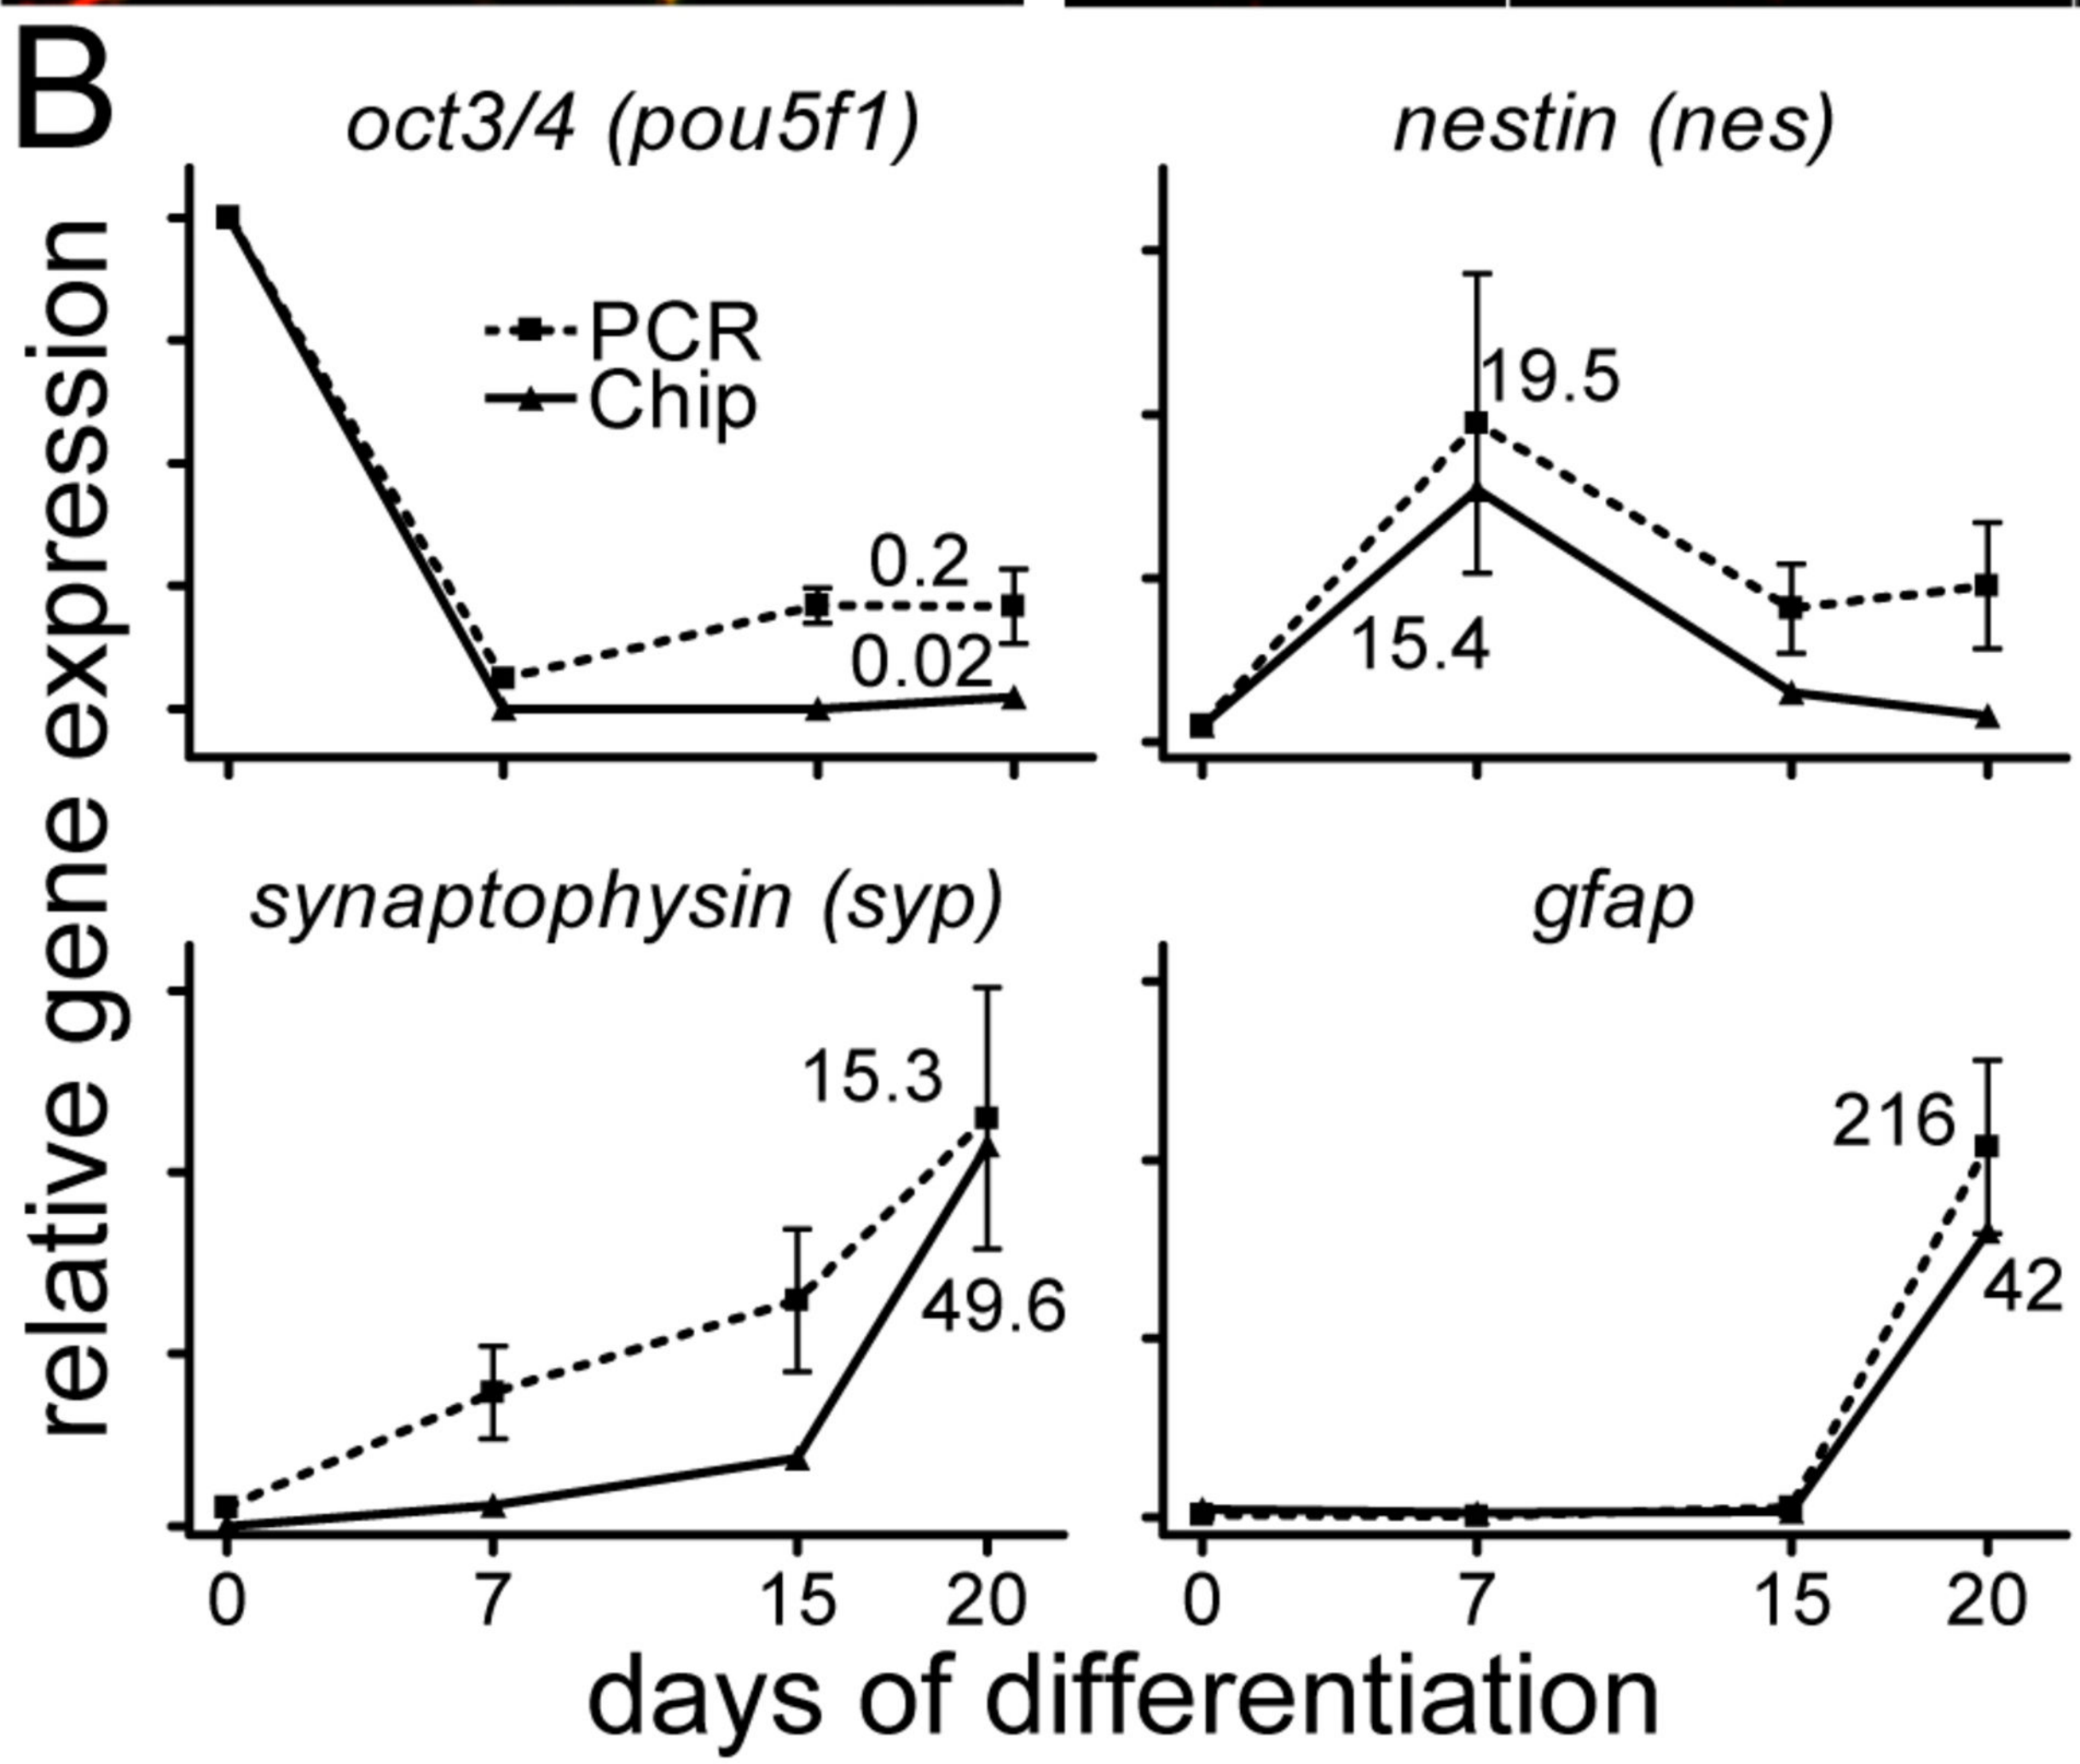 B
oct3/4 (pou5f1)
nestin (nes)
relative gene expression
PCR
Chip
0.2
0.02
19.5
15.4
synaptophysin (syp)
gfap
15.3
49.6
216
42
0 7 15 20
0 7 15 20
days of differentiation